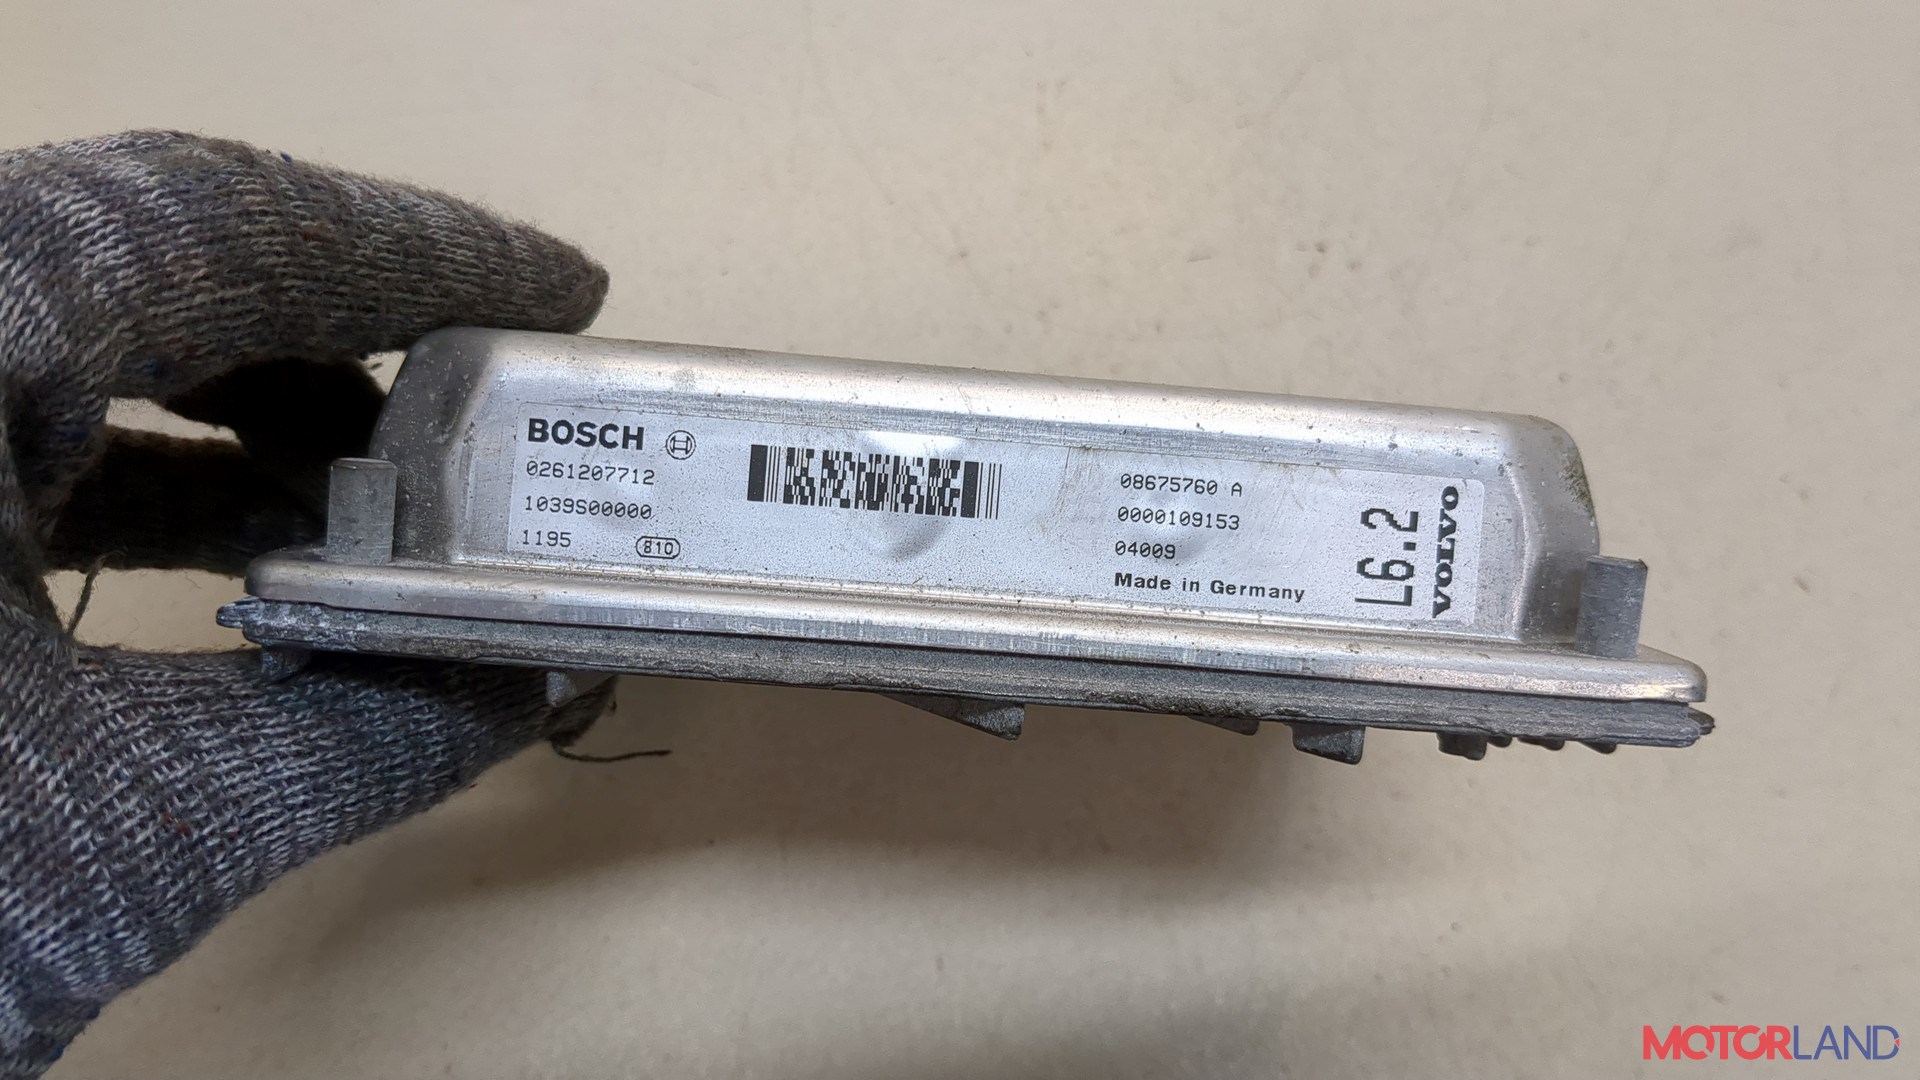 BOSCH
0261207712
1039S00000
1195
810
08675760 A
0000109153
04009
Made in Germany
L6.2
VOLVO
MOTORLAND